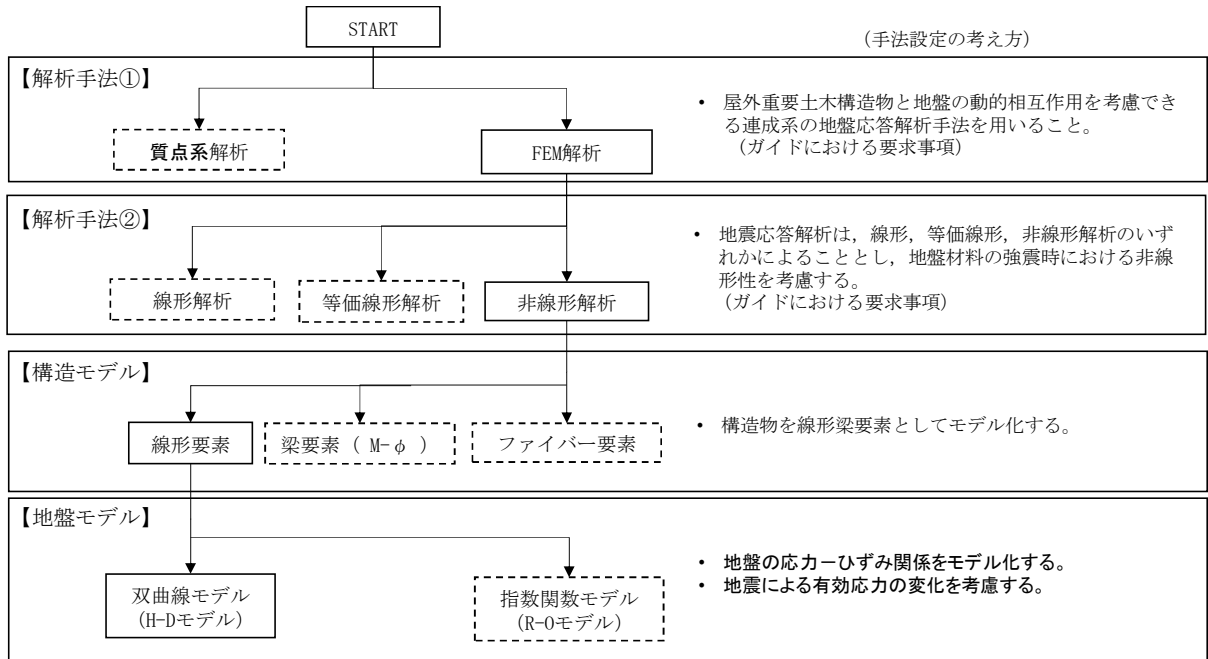 START
(手法設定の考え方)
【解析手法①】
質点系解析
FEM解析
• 屋外重要土木構造物と地盤の動的相互作用を考慮でき
る連成系の地盤応答解析手法を用いること。
(ガイドにおける要求事項)
【解析手法②】
線形解析
等価線形解析
非線形解析
• 地震応答解析は，線形，等価線形，非線形解析のいず
れかによることとし，地盤材料の強震時における非線
形性を考慮する。
(ガイドにおける要求事項)
【構造モデル】
線形要素
梁要素 ( M-φ )
ファイバー要素
• 構造物を線形梁要素としてモデル化する。
【地盤モデル】
双曲線モデル
(H-Dモデル)
指数関数モデル
(R-Oモデル)
• 地盤の応力－ひずみ関係をモデル化する。
• 地震による有効応力の変化を考慮する。